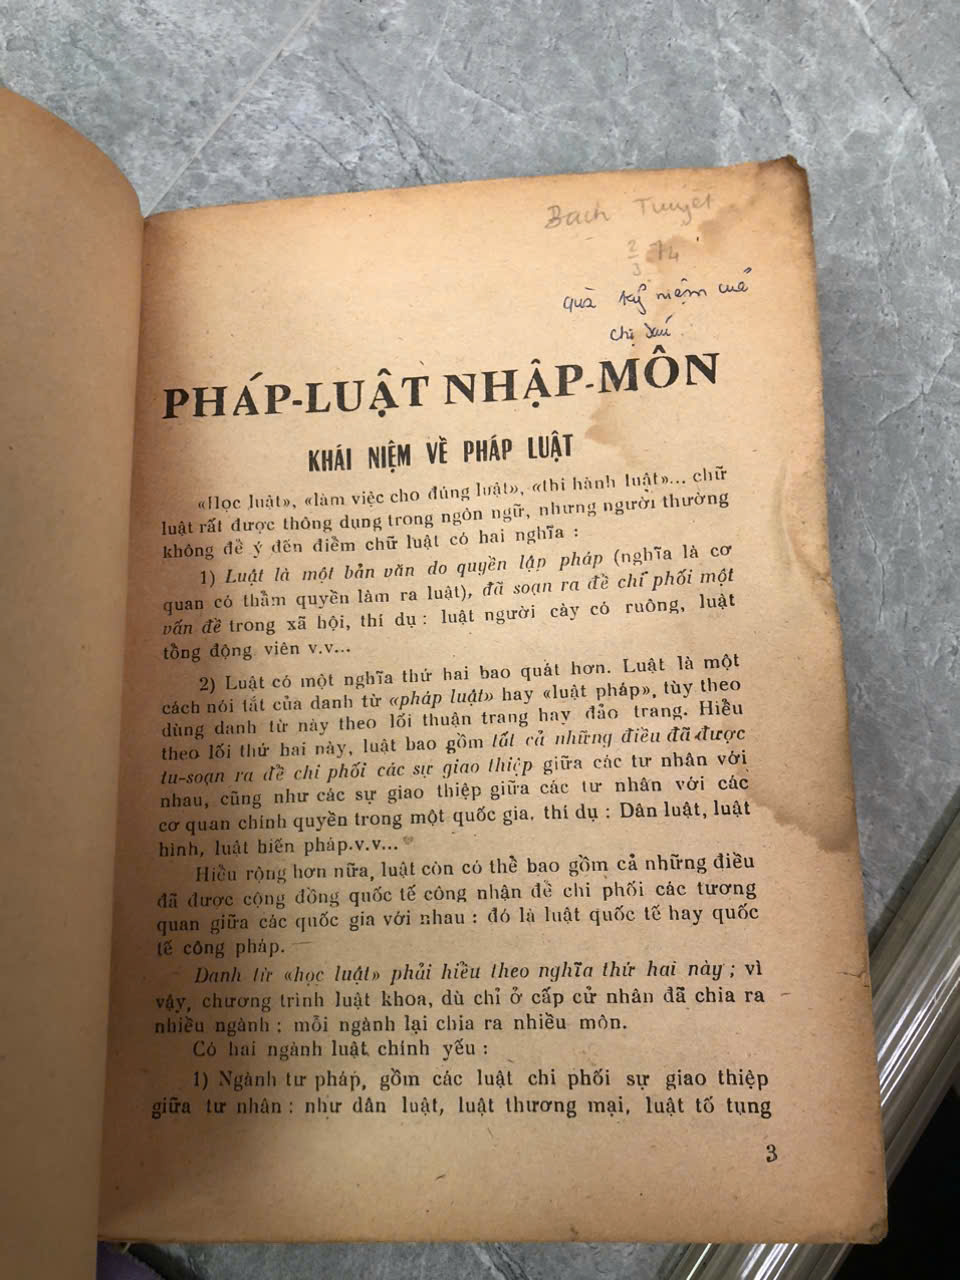 Bạch Tuyết
2/3 74
quà kỷ niệm của
chị Sáu
PHÁP-LUẬT NHẬP-MÔN
KHÁI NIỆM VỀ PHÁP LUẬT
«Học luật», «làm việc cho đúng luật», «thi hành luật»... chữ
luật rất được thông dụng trong ngôn ngữ, nhưng người thường
không để ý đến điểm chữ luật có hai nghĩa :
1) Luật là một bản văn do quyền lập pháp (nghĩa là cơ
quan có thẩm quyền làm ra luật), đã soạn ra để chi phối một
vấn đề trong xã hội, thí dụ : luật người cày có ruộng, luật
tổng động viên v.v...
2) Luật có một nghĩa thứ hai bao quát hơn. Luật là một
cách nói tắt của danh từ «pháp luật» hay «luật pháp», tùy theo
dùng danh từ này theo lối thuận trang hay đảo trang. Hiểu
theo lối thứ hai này, luật bao gồm tất cả những điều đã được
tu-soạn ra để chi phối các sự giao thiệp giữa các tư nhân với
nhau, cũng như các sự giao thiệp giữa các tư nhân với các
cơ quan chính quyền trong một quốc gia, thí dụ : Dân luật, luật
hình, luật hiến pháp.v.v...
Hiểu rộng hơn nữa, luật còn có thể bao gồm cả những điều
đã được cộng đồng quốc tế công nhận để chi phối các tương
quan giữa các quốc gia với nhau : đó là luật quốc tế hay quốc
tế công pháp.
Danh từ «học luật» phải hiểu theo nghĩa thứ hai này ; vì
vậy, chương trình luật khoa, dù chỉ ở cấp cử nhân đã chia ra
nhiều ngành ; mỗi ngành lại chia ra nhiều môn.
Có hai ngành luật chính yếu :
1) Ngành tư pháp, gồm các luật chi phối sự giao thiệp
giữa tư nhân : như dân luật, luật thương mại, luật tố tụng
3